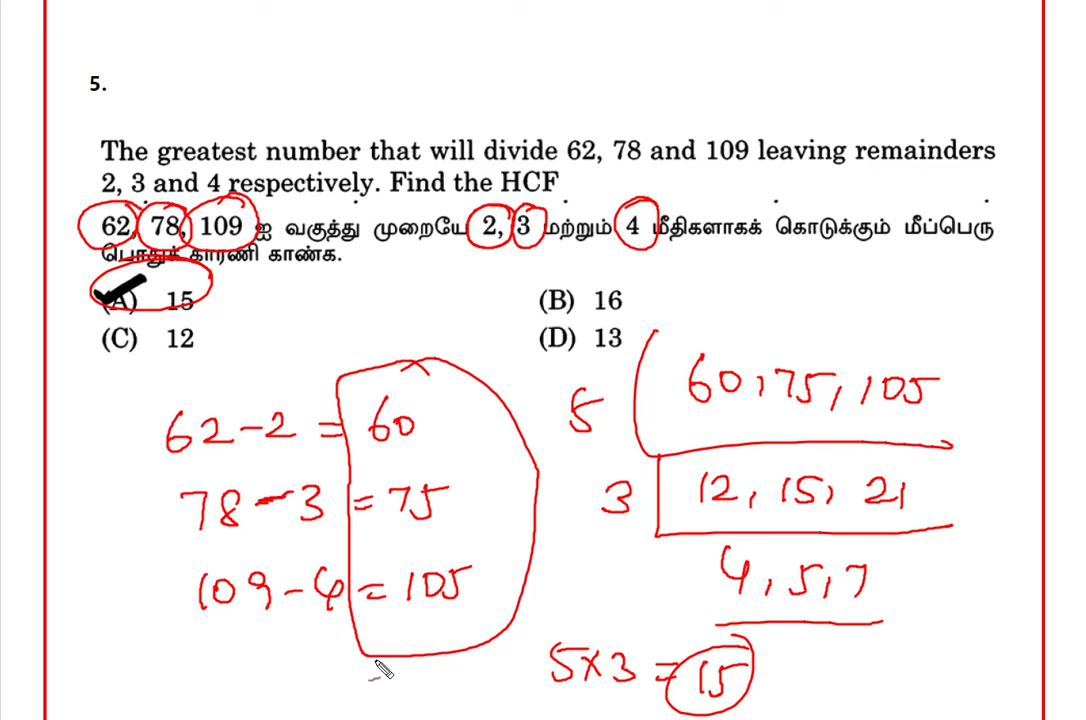 5.
The greatest number that will divide 62, 78 and 109 leaving remainders
2, 3 and 4 respectively. Find the HCF
62, 78, 109 ஐ வகுத்து முறையே 2, 3 மற்றும் 4 மீதிகளாகக் கொடுக்கும் மீப்பெரு
பொதுக் காரணி காண்க.
(A) 15 (B) 16
(C) 12 (D) 13
62-2 = 60
78-3 = 75
109-4 = 105
5 60, 75, 105
3 12, 15, 21
4, 5, 7
5×3 = 15